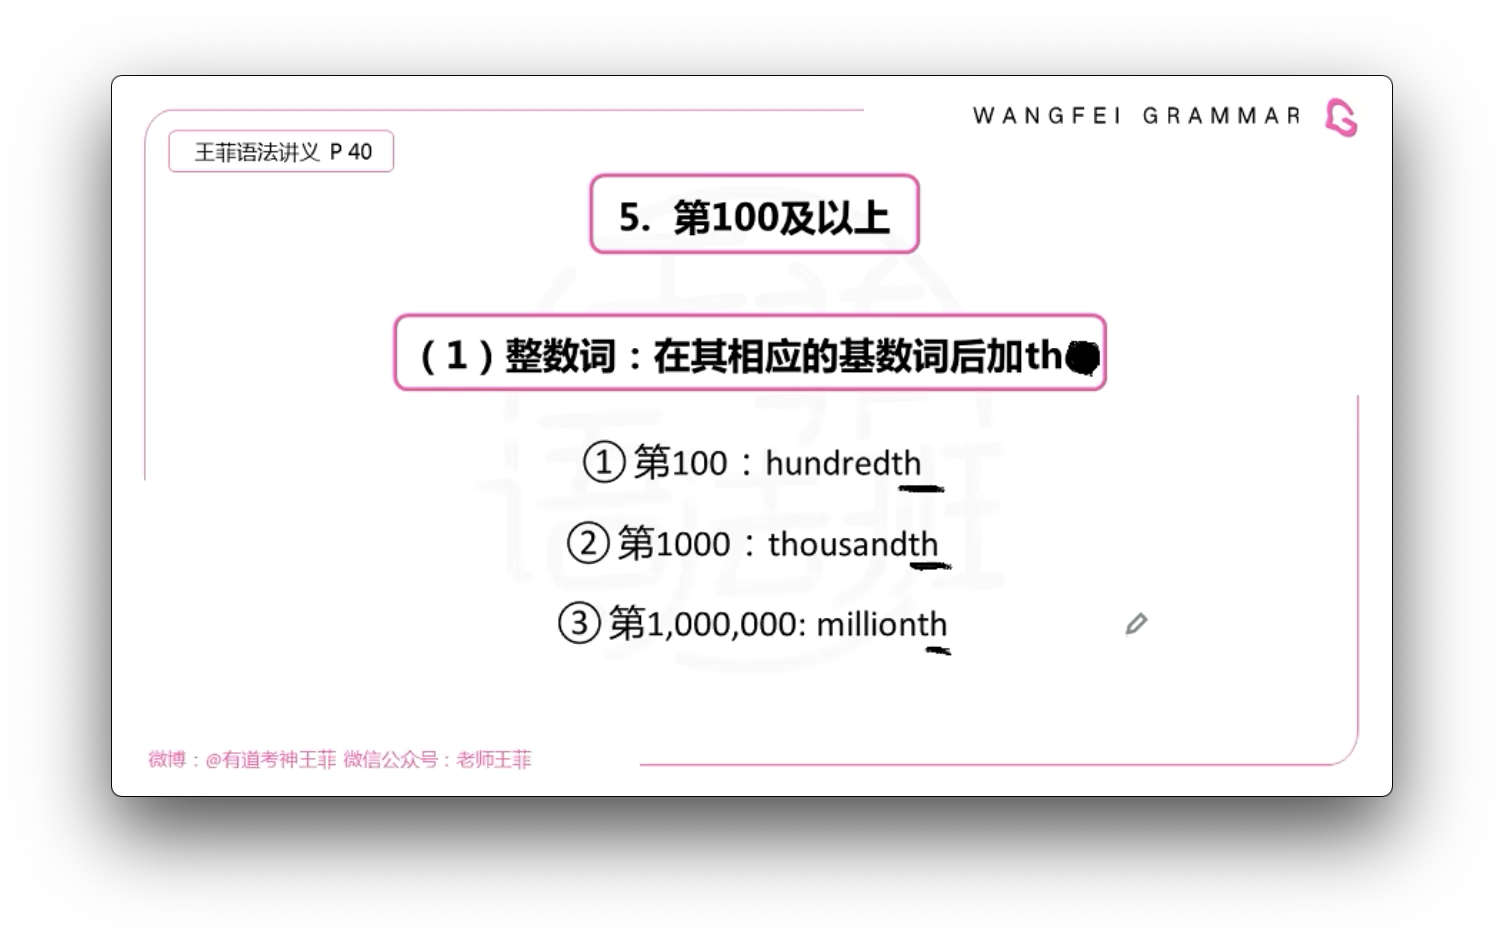 WANGFEI GRAMMAR
王菲语法讲义 P 40
5. 第100及以上
（1）整数词：在其相应的基数词后加th
① 第100：hundredth
② 第1000：thousandth
③ 第1,000,000: millionth
微博：@有道考神王菲 微信公众号：老师王菲